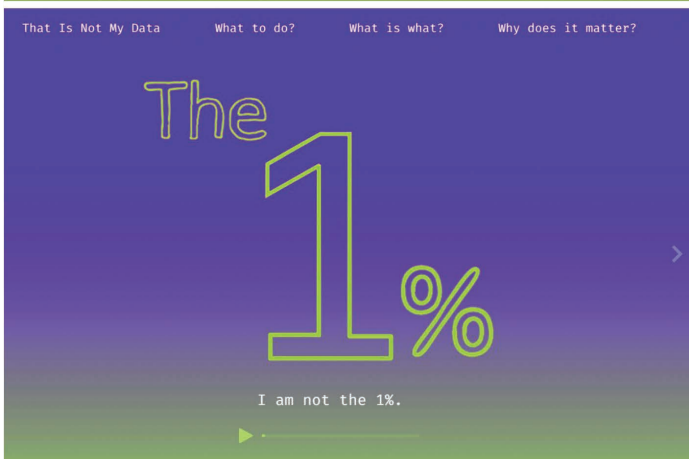 That Is Not My Data What to do? What is what? Why does it matter?
The
1%
I am not the 1%.